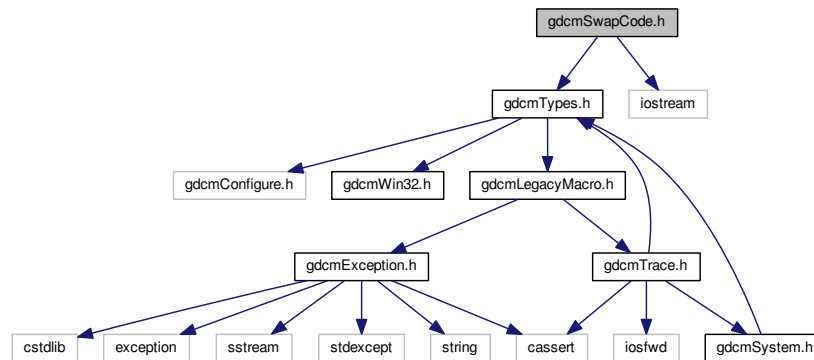 gdcmSwapCode.h
gdcmTypes.h
iostream
gdcmConfigure.h
gdcmWin32.h
gdcmLegacyMacro.h
gdcmException.h
gdcmTrace.h
cstdlib
exception
sstream
stdexcept
string
cassert
iosfwd
gdcmSystem.h